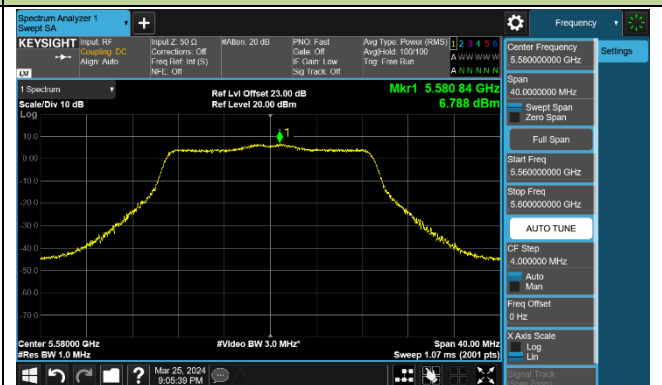 Spectrum Analyzer 1
Swept SA
Frequency
KEYSIGHT
Input: RF
Coupling: DC
Align: Auto
Input Z: 50 Ω
Corrections: Off
Freq Ref: Int (S)
NFE: Off
#Atten: 20 dB
PNO: Fast
Gate: Off
IF Gain: Low
Sig Track: Off
Avg Type: Power (RMS)
Avg|Hold: 100/100
Trig: Free Run
1 2 3 4 5 6
A W W W W W
A N N N N N
LXI
1 Spectrum
Scale/Div 10 dB
Log
Ref Lvl Offset 23.00 dB
Ref Level 20.00 dBm
Mkr1 5.580 84 GHz
6.788 dBm
1
10.0
0.00
-10.0
-20.0
-30.0
-40.0
-50.0
-60.0
-70.0
Center 5.58000 GHz
#Res BW 1.0 MHz
#Video BW 3.0 MHz*
Span 40.00 MHz
Sweep 1.07 ms (2001 pts)
Mar 25, 2024
9:05:39 PM
Center Frequency
5.580000000 GHz
Settings
Span
40.0000000 MHz
Swept Span
Zero Span
Full Span
Start Freq
5.560000000 GHz
Stop Freq
5.600000000 GHz
AUTO TUNE
CF Step
4.000000 MHz
Auto
Man
Freq Offset
0 Hz
X Axis Scale
Log
Lin
Signal Track
(Span Zoom)